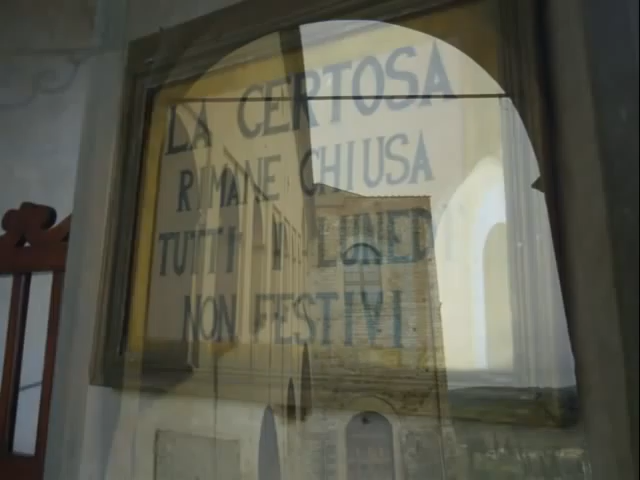 LA CERTOSA
RIMANE CHIUSA
TUTTI I LUNEDI
NON FESTIVI